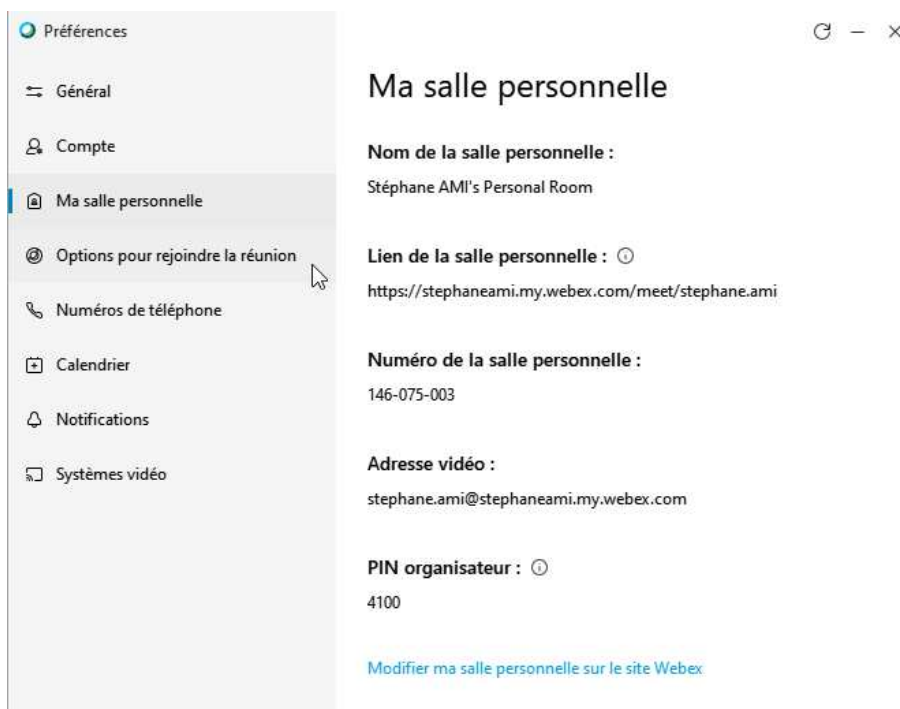 Préférences
Général
Compte
Ma salle personnelle
Options pour rejoindre la réunion
Numéros de téléphone
Calendrier
Notifications
Systèmes vidéo
Ma salle personnelle
Nom de la salle personnelle :
Stéphane AMI's Personal Room
Lien de la salle personnelle :
https://stephaneami.my.webex.com/meet/stephane.ami
Numéro de la salle personnelle :
146-075-003
Adresse vidéo :
stephane.ami@stephaneami.my.webex.com
PIN organisateur :
4100
Modifier ma salle personnelle sur le site Webex